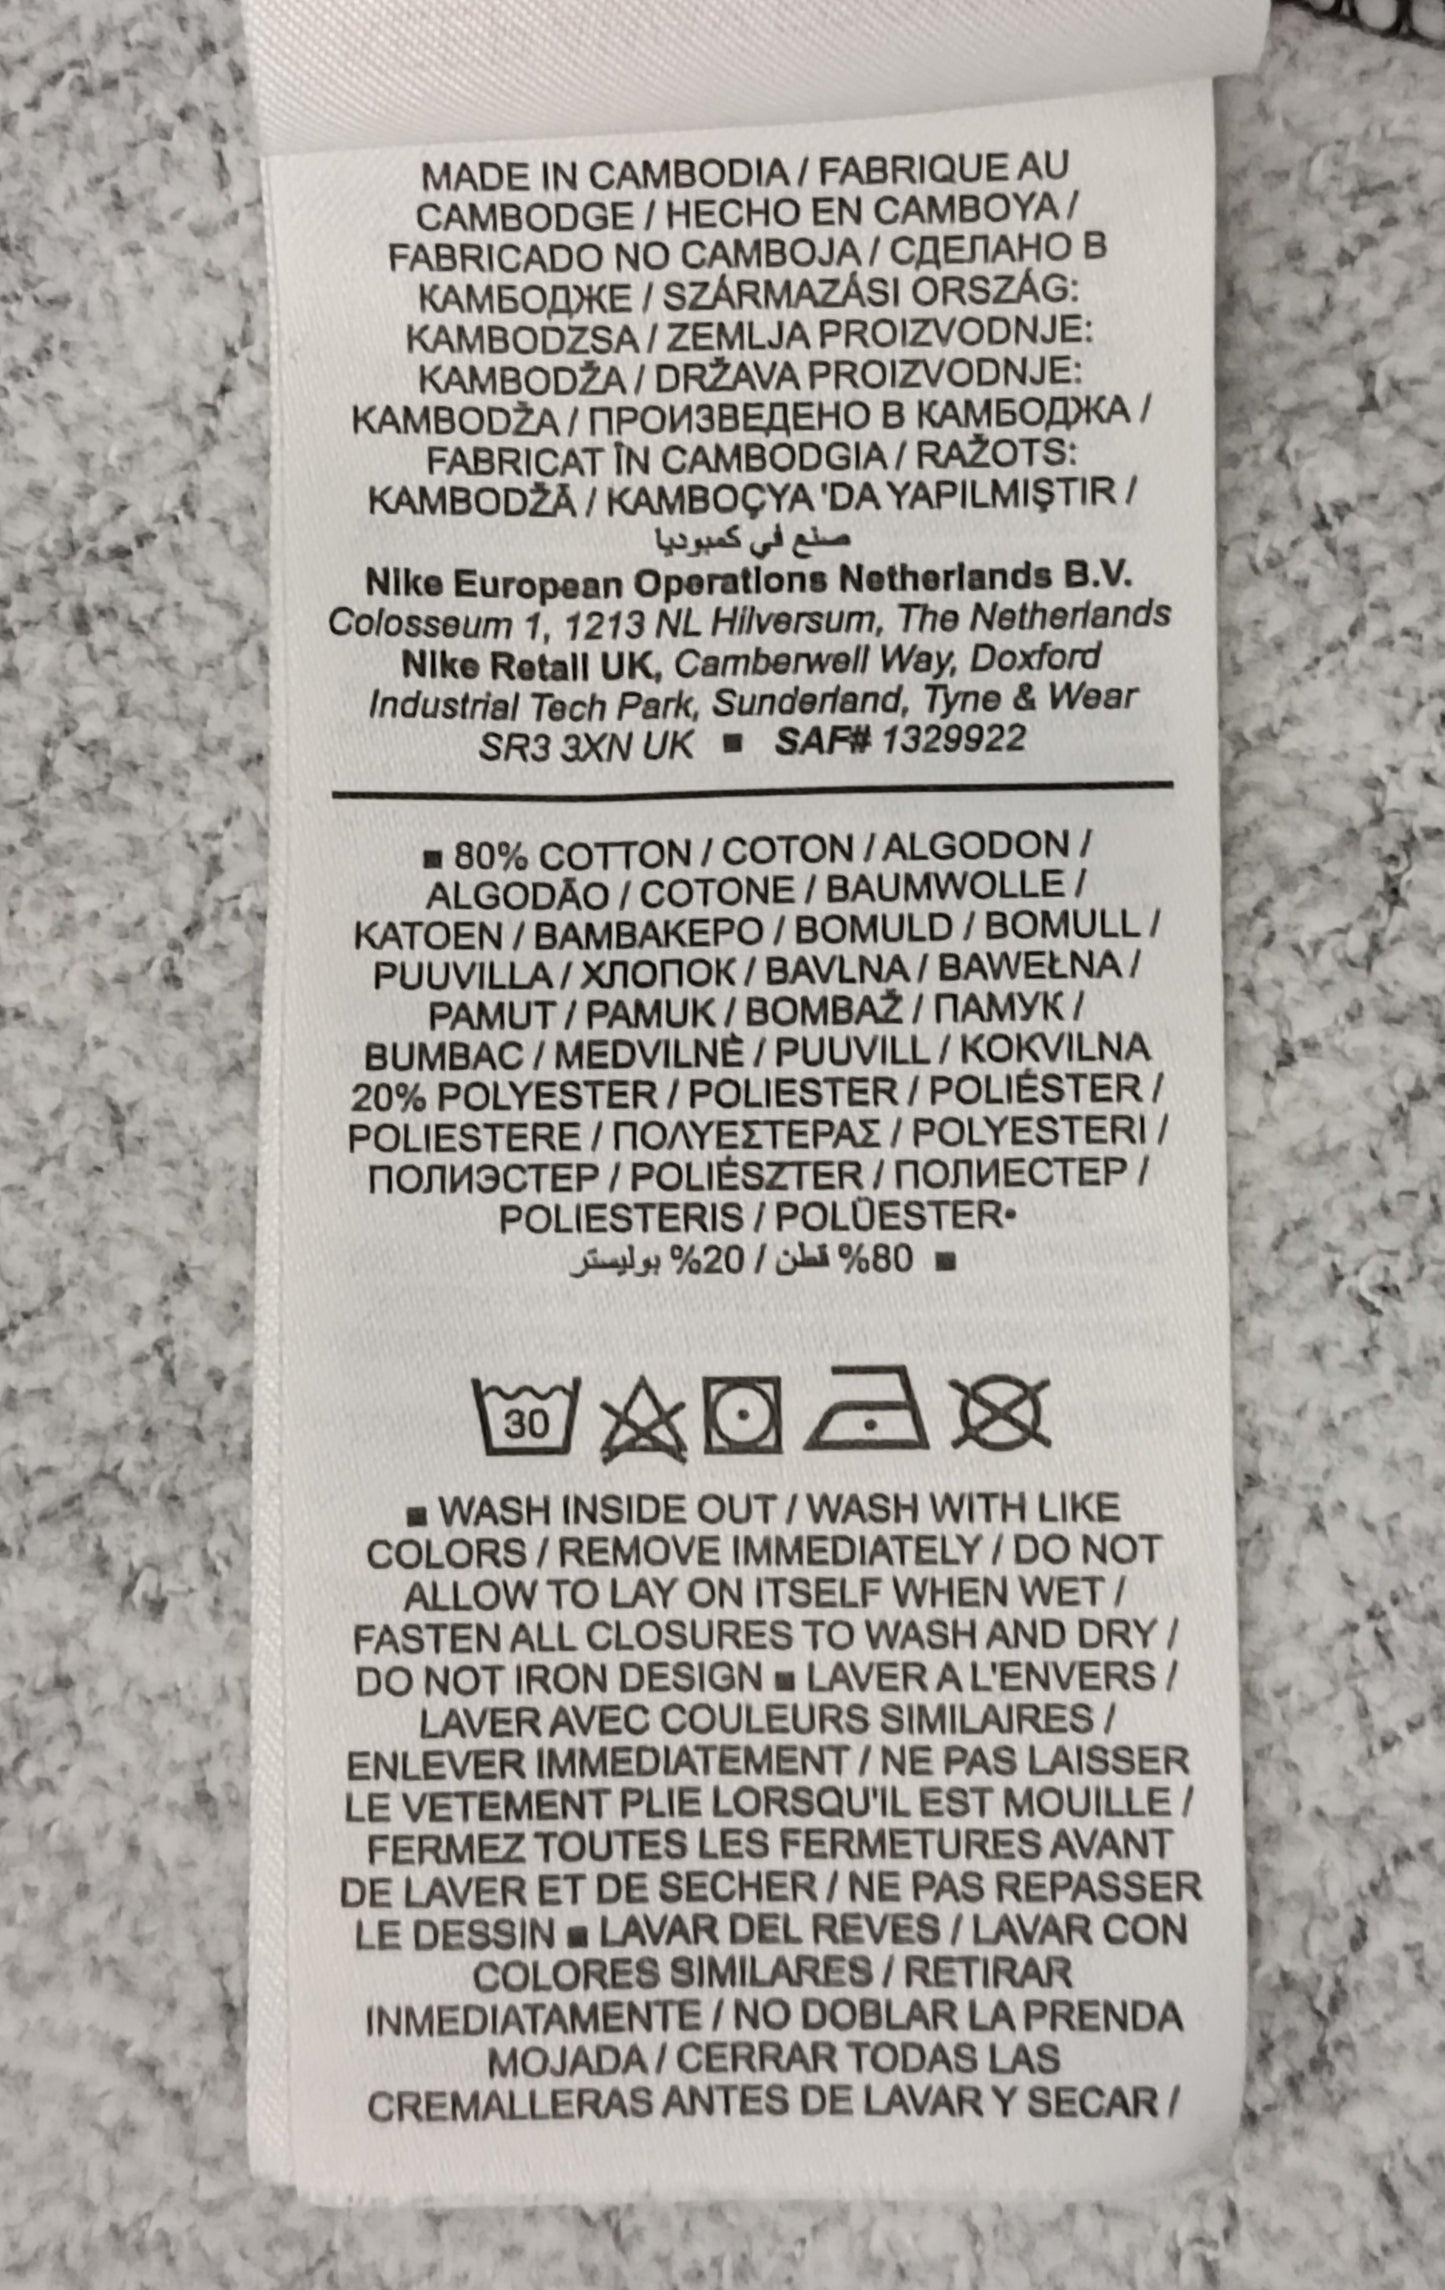 MADE IN CAMBODIA / FABRIQUE AU
CAMBODGE / HECHO EN CAMBOYA /
FABRICADO NO CAMBOJA / СДЕЛАНО В
КАМБОДЖЕ / SZÁRMAZÁSI ORSZÁG:
KAMBODZSA / ZEMLJA PROIZVODNJE:
KAMBODŽA / DRŽAVA PROIZVODNJE:
KAMBODŽA / ПРОИЗВЕДЕНО В КАМБОДЖА /
FABRICAT ÎN CAMBODGIA / RAŽOTS:
KAMBODŽĀ / KAMBOÇYA 'DA YAPILMIŞTIR /
صنع في كمبوديا
Nike European Operations Netherlands B.V.
Colosseum 1, 1213 NL Hilversum, The Netherlands
Nike Retail UK, Camberwell Way, Doxford
Industrial Tech Park, Sunderland, Tyne & Wear
SR3 3XN UK ■ SAF# 1329922
■ 80% COTTON / COTON / ALGODON /
ALGODÃO / COTONE / BAUMWOLLE /
KATOEN / ΒΑΜΒΑΚΕΡΟ / BOMULD / BOMULL /
PUUVILLA / ХЛОПОК / BAVLNA / BAWEŁNA /
PAMUT / PAMUK / BOMBAŽ / ПАМУК /
BUMBAC / MEDVILNĖ / PUUVILL / KOKVILNA
20% POLYESTER / POLIESTER / POLIÉSTER /
POLIESTERE / ΠΟΛΥΕΣΤΕΡΑΣ / POLYESTERI /
ПОЛИЭСТЕР / POLIÉSZTER / ПОЛИЕСТЕР /
POLIESTERIS / POLÜESTER•
■ 80% قطن / 20% بوليستر
30
■ WASH INSIDE OUT / WASH WITH LIKE
COLORS / REMOVE IMMEDIATELY / DO NOT
ALLOW TO LAY ON ITSELF WHEN WET /
FASTEN ALL CLOSURES TO WASH AND DRY /
DO NOT IRON DESIGN ■ LAVER A L'ENVERS /
LAVER AVEC COULEURS SIMILAIRES /
ENLEVER IMMEDIATEMENT / NE PAS LAISSER
LE VETEMENT PLIE LORSQU'IL EST MOUILLE /
FERMEZ TOUTES LES FERMETURES AVANT
DE LAVER ET DE SECHER / NE PAS REPASSER
LE DESSIN ■ LAVAR DEL REVES / LAVAR CON
COLORES SIMILARES / RETIRAR
INMEDIATAMENTE / NO DOBLAR LA PRENDA
MOJADA / CERRAR TODAS LAS
CREMALLERAS ANTES DE LAVAR Y SECAR /